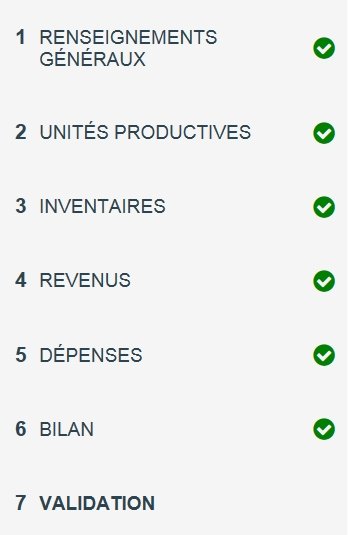 1 RENSEIGNEMENTS
GÉNÉRAUX
2 UNITÉS PRODUCTIVES
3 INVENTAIRES
4 REVENUS
5 DÉPENSES
6 BILAN
7 VALIDATION